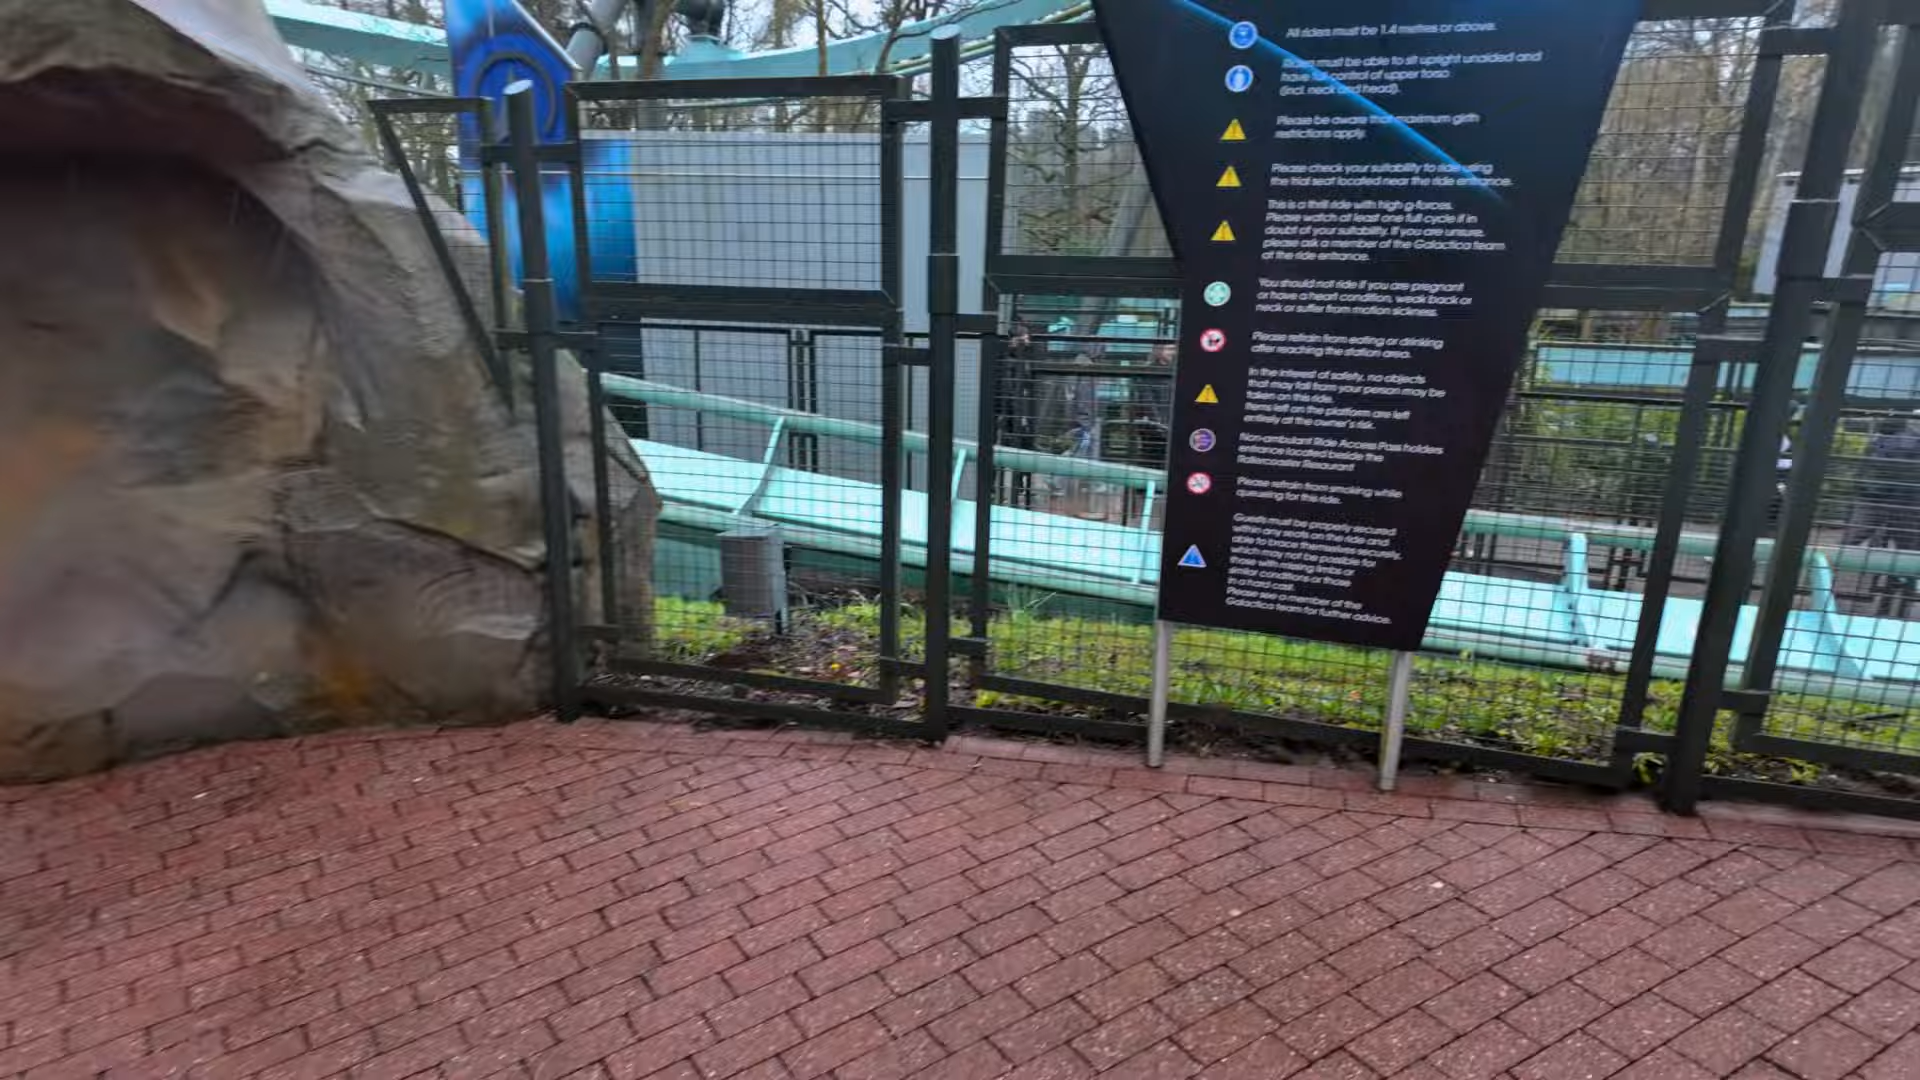 All riders must be 1.4 metres or above.
Riders must be able to sit upright unaided and
have full control of upper torso
(incl. neck and head).
Please be aware that maximum girth
restrictions apply.
Please check your suitability to ride using
the trial seat located near the ride entrance.
This is a thrill ride with high g-forces.
Please watch at least one full cycle if in
doubt of your suitability. If you are unsure,
please ask a member of the Galactica team
at the ride entrance.
You should not ride if you are pregnant
or have a heart condition, weak back or
neck or suffer from motion sickness.
Please refrain from eating or drinking
after reaching the station area.
In the interest of safety, no objects
that may fall from your person may be
taken on this ride.
Items left on the platform are left
entirely at the owner's risk.
Non-ambulant Ride Access Pass holders
entrance located beside the
Rollercoaster Restaurant
Please refrain from smoking while
queueing for this ride.
Guests must be properly secured
within any seats on the ride and
able to brace themselves securely,
which may not be possible for
those with missing limbs or
similar conditions or those
in a hard cast.
Please see a member of the
Galactica team for further advice.